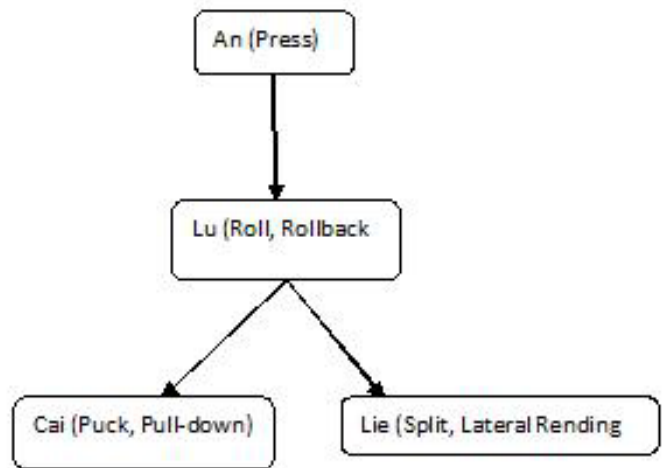 An (Press)
Lu (Roll, Rollback
Cai (Puck, Pull-down)
Lie (Split, Lateral Rending